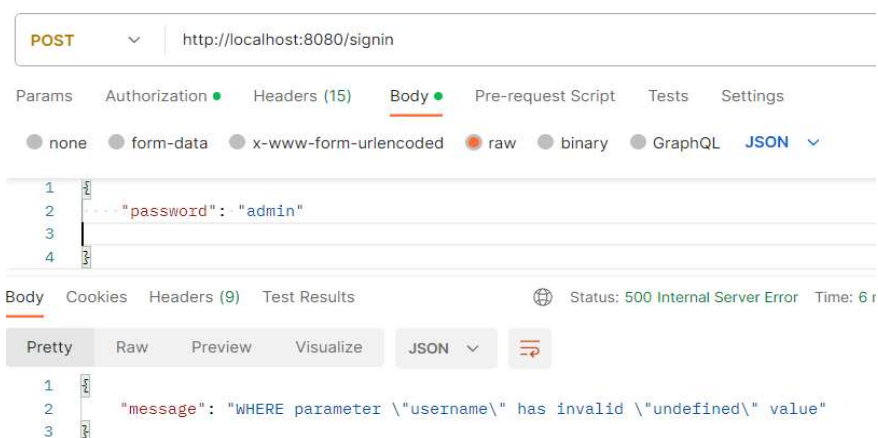 POST http://localhost:8080/signin
Params Authorization Headers (15) Body Pre-request Script Tests Settings
none form-data x-www-form-urlencoded raw binary GraphQL JSON
1 {
2 "password": "admin"
3
4 }
Body Cookies Headers (9) Test Results Status: 500 Internal Server Error Time: 6
Pretty Raw Preview Visualize JSON
1 {
2 "message": "WHERE parameter \"username\" has invalid \"undefined\" value"
3 }